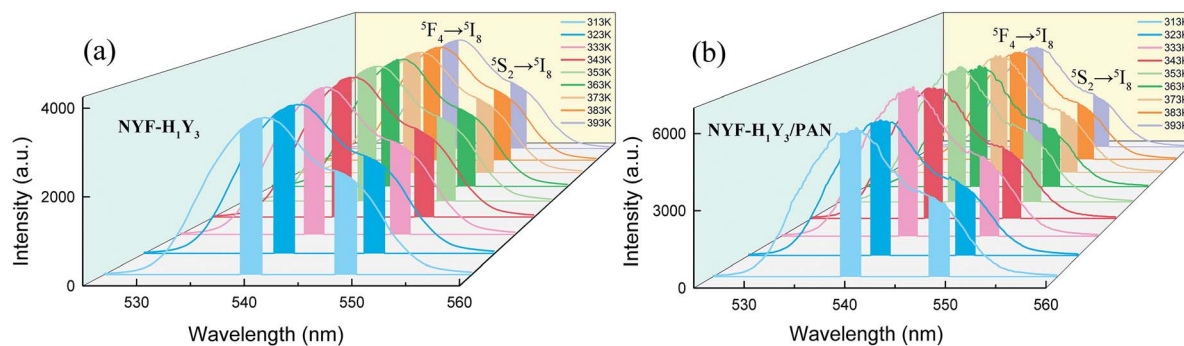 (a)
⁵F₄→⁵I₈
⁵S₂→⁵I₈
NYF-H₁Y₃
313K
323K
333K
343K
353K
363K
373K
383K
393K
Intensity (a.u.)
4000
2000
0
530
540
550
560
Wavelength (nm)
(b)
⁵F₄→⁵I₈
⁵S₂→⁵I₈
NYF-H₁Y₃/PAN
313K
323K
333K
343K
353K
363K
373K
383K
393K
Intensity (a.u.)
6000
3000
0
530
540
550
560
Wavelength (nm)